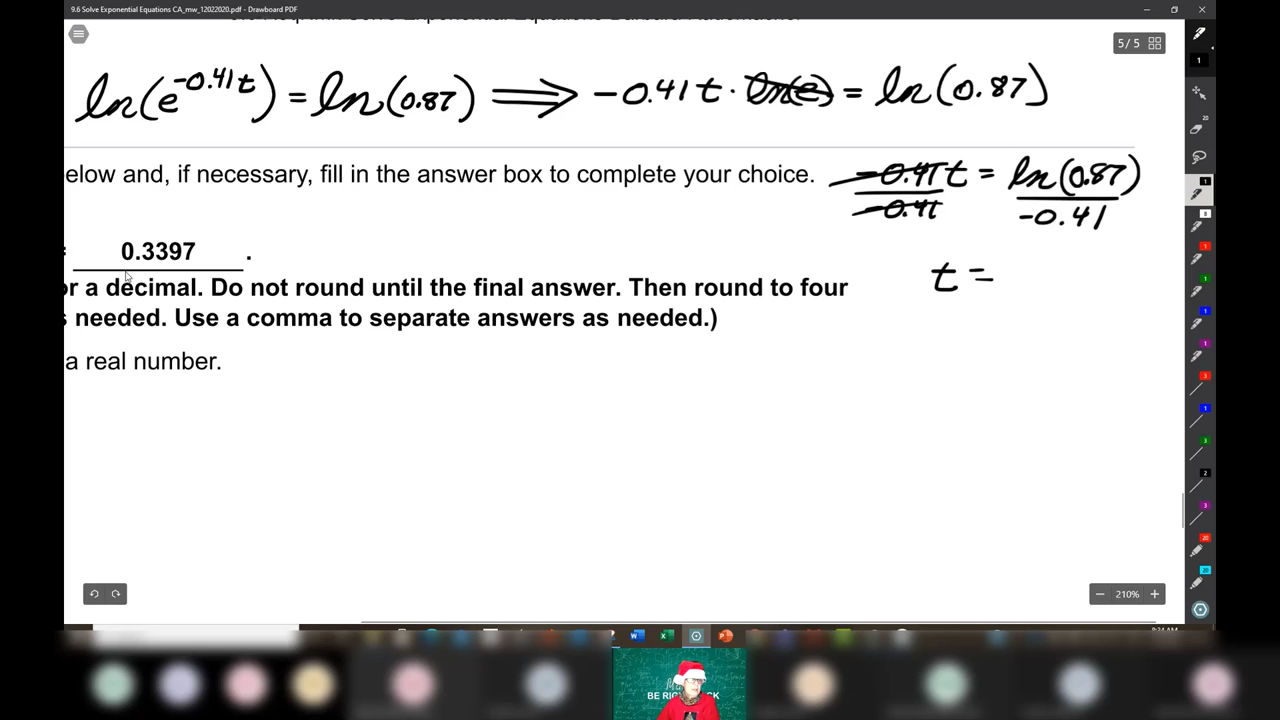 9.6 Solve Exponential Equations CA_mw_12022020.pdf - Drawboard PDF
5 / 5
ln(e^-0.41t) = ln(0.87) ⟹ -0.41t · ln(e) = ln(0.87)
elow and, if necessary, fill in the answer box to complete your choice.
-0.41t = ln(0.87)
-0.41 -0.41
= 0.3397 .
t =
or a decimal. Do not round until the final answer. Then round to four
s needed. Use a comma to separate answers as needed.)
a real number.
210%
BE RIG CK